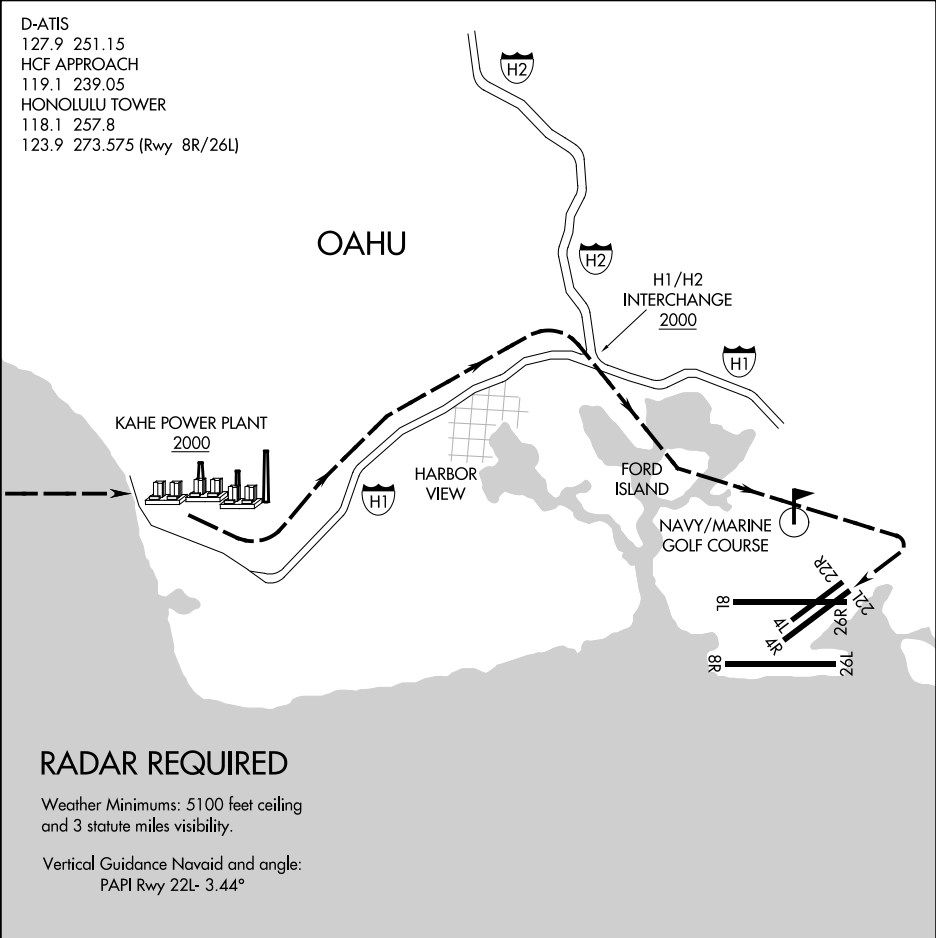 D-ATIS
127.9 251.15
HCF APPROACH
119.1 239.05
HONOLULU TOWER
118.1 257.8
123.9 273.575 (Rwy 8R/26L)
H2
OAHU
H2
H1/H2
INTERCHANGE
2000
H1
KAHE POWER PLANT
2000
HARBOR
VIEW
FORD
ISLAND
H1
NAVY/MARINE
GOLF COURSE
22R
22L
8L
4L
26R
4R
8R
26L
RADAR REQUIRED
Weather Minimums: 5100 feet ceiling
and 3 statute miles visibility.
Vertical Guidance Navaid and angle:
PAPI Rwy 22L- 3.44°